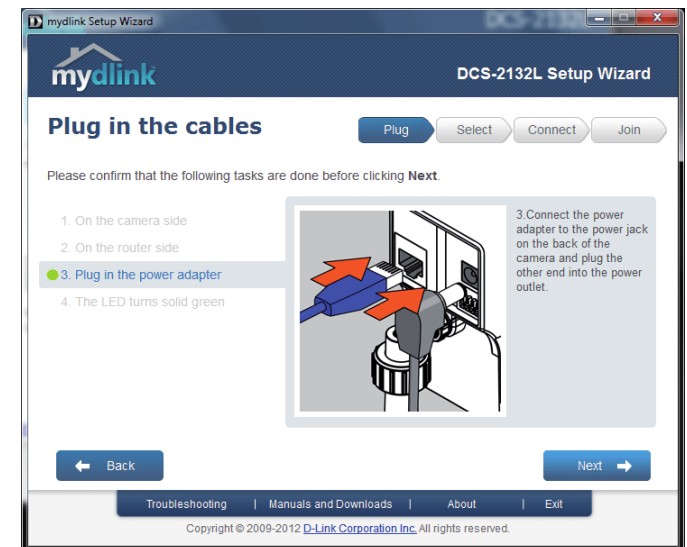 mydlink Setup Wizard
mydlink
DCS-2132L Setup Wizard
Plug in the cables
Plug
Select
Connect
Join
Please confirm that the following tasks are done before clicking Next.
1. On the camera side
2. On the router side
3. Plug in the power adapter
4. The LED turns solid green
3.Connect the power
adapter to the power jack
on the back of the
camera and plug the
other end into the power
outlet.
Back
Next
Troubleshooting | Manuals and Downloads | About | Exit
Copyright © 2009-2012 D-Link Corporation Inc. All rights reserved.